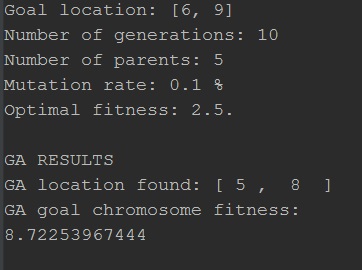 Goal location: [6, 9]
Number of generations: 10
Number of parents: 5
Mutation rate: 0.1 %
Optimal fitness: 2.5.
GA RESULTS
GA location found: [ 5 ,  8  ]
GA goal chromosome fitness:
8.72253967444